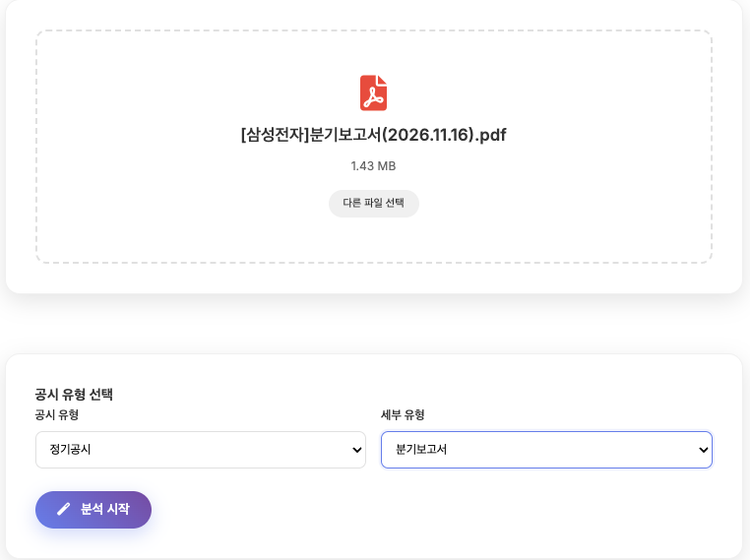 [삼성전자]분기보고서(2026.11.16).pdf
1.43 MB
다른 파일 선택
공시 유형 선택
공시 유형
세부 유형
정기공시
분기보고서
분석 시작